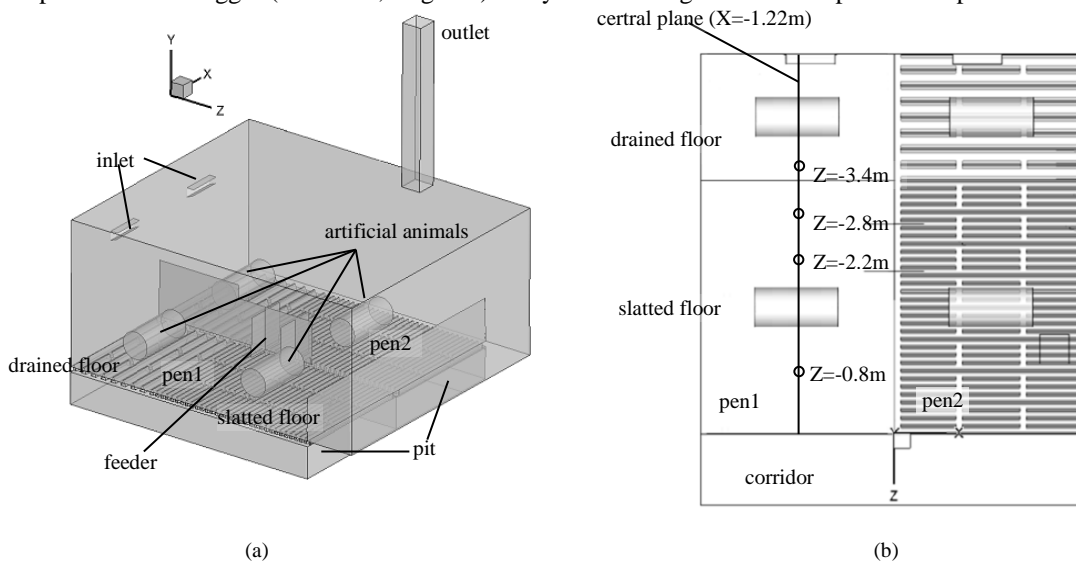 certral plane (X=-1.22m)
Y
X
Z
outlet
inlet
artificial animals
drained floor
pen1
pen2
slatted floor
feeder
pit
(a)
drained floor
Z=-3.4m
Z=-2.8m
Z=-2.2m
slatted floor
Z=-0.8m
pen1
pen2
corridor
X
Z
(b)